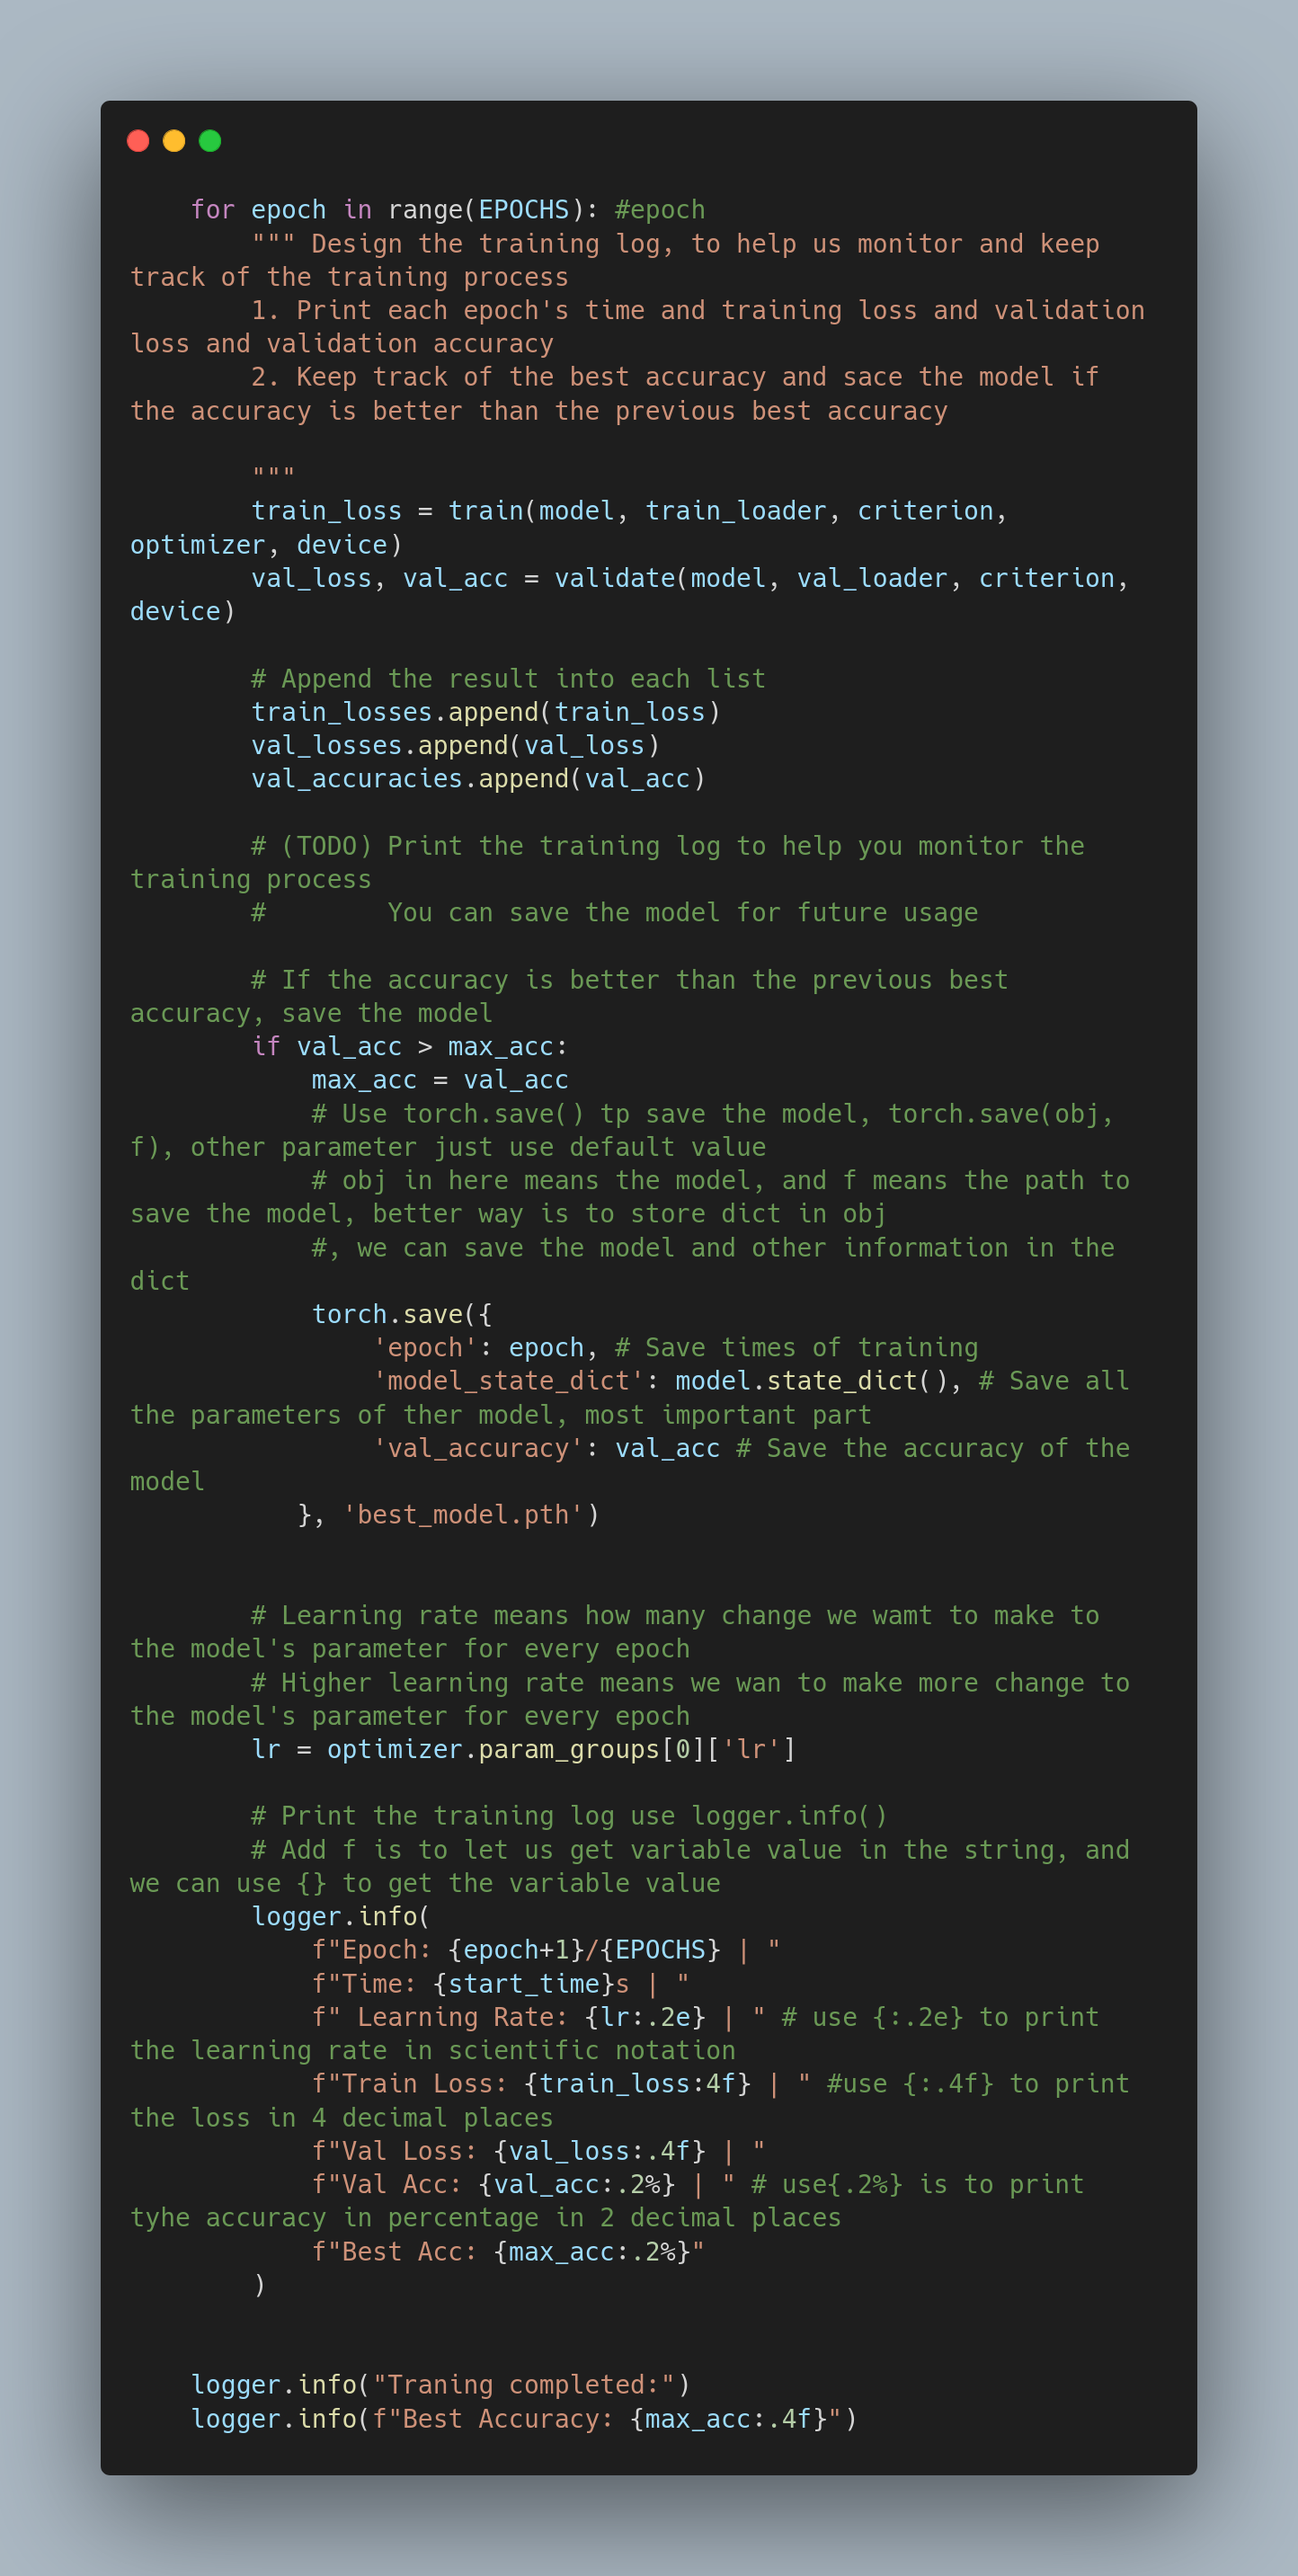 for epoch in range(EPOCHS): #epoch
""" Design the training log, to help us monitor and keep
track of the training process
1. Print each epoch's time and training loss and validation
loss and validation accuracy
2. Keep track of the best accuracy and sace the model if
the accuracy is better than the previous best accuracy
"""
train_loss = train(model, train_loader, criterion,
optimizer, device)
val_loss, val_acc = validate(model, val_loader, criterion,
device)
# Append the result into each list
train_losses.append(train_loss)
val_losses.append(val_loss)
val_accuracies.append(val_acc)
# (TODO) Print the training log to help you monitor the
training process
#        You can save the model for future usage
# If the accuracy is better than the previous best
accuracy, save the model
if val_acc > max_acc:
max_acc = val_acc
# Use torch.save() tp save the model, torch.save(obj,
f), other parameter just use default value
# obj in here means the model, and f means the path to
save the model, better way is to store dict in obj
#, we can save the model and other information in the
dict
torch.save({
'epoch': epoch, # Save times of training
'model_state_dict': model.state_dict(), # Save all
the parameters of ther model, most important part
'val_accuracy': val_acc # Save the accuracy of the
model
}, 'best_model.pth')
# Learning rate means how many change we wamt to make to
the model's parameter for every epoch
# Higher learning rate means we wan to make more change to
the model's parameter for every epoch
lr = optimizer.param_groups[0]['lr']
# Print the training log use logger.info()
# Add f is to let us get variable value in the string, and
we can use {} to get the variable value
logger.info(
f"Epoch: {epoch+1}/{EPOCHS} | "
f"Time: {start_time}s | "
f" Learning Rate: {lr:.2e} | " # use {:.2e} to print
the learning rate in scientific notation
f"Train Loss: {train_loss:4f} | " #use {:.4f} to print
the loss in 4 decimal places
f"Val Loss: {val_loss:.4f} | "
f"Val Acc: {val_acc:.2%} | " # use{.2%} is to print
tyhe accuracy in percentage in 2 decimal places
f"Best Acc: {max_acc:.2%}"
)
logger.info("Traning completed:")
logger.info(f"Best Accuracy: {max_acc:.4f}")